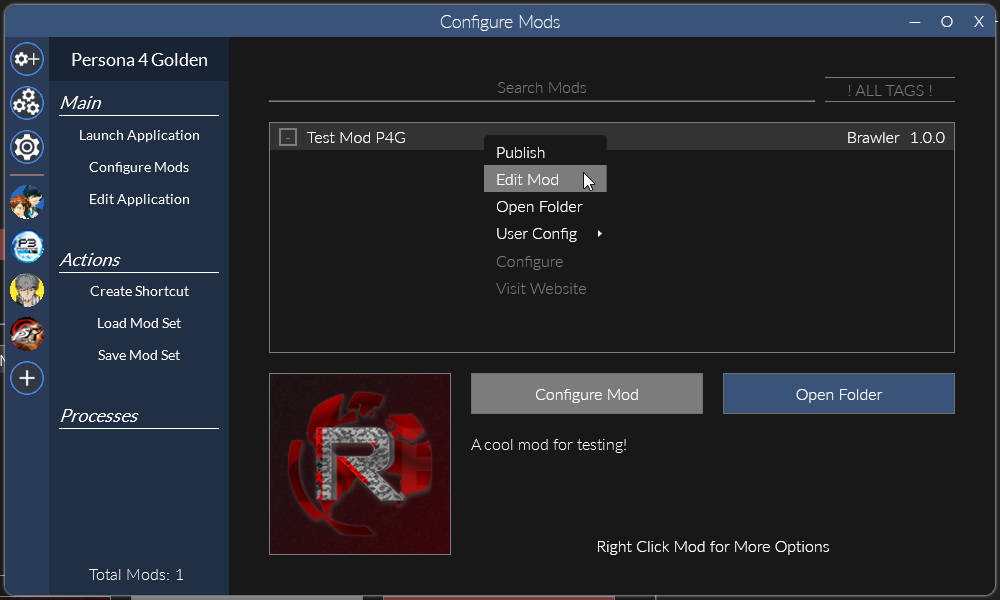 Configure Mods
Persona 4 Golden
Main
Launch Application
Configure Mods
Edit Application
Actions
Create Shortcut
Load Mod Set
Save Mod Set
Processes
Total Mods: 1
Search Mods
! ALL TAGS !
Test Mod P4G
Brawler 1.0.0
Publish
Edit Mod
Open Folder
User Config
Configure
Visit Website
R
Configure Mod
Open Folder
A cool mod for testing!
Right Click Mod for More Options